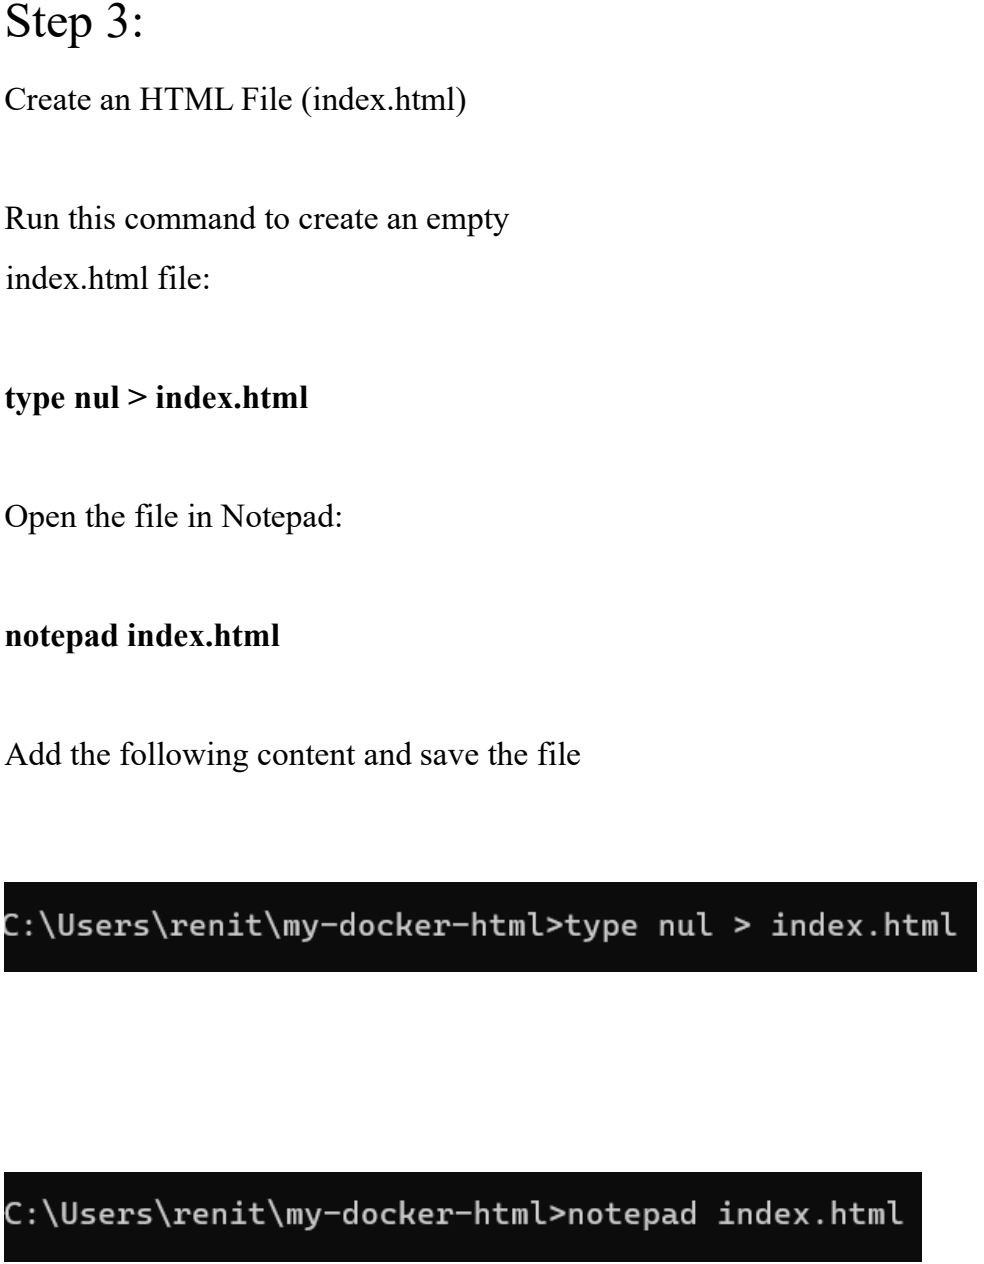 Step 3:
Create an HTML File (index.html)
Run this command to create an empty
index.html file:
type nul > index.html
Open the file in Notepad:
notepad index.html
Add the following content and save the file
C:\Users\renit\my-docker-html>type nul > index.html
C:\Users\renit\my-docker-html>notepad index.html